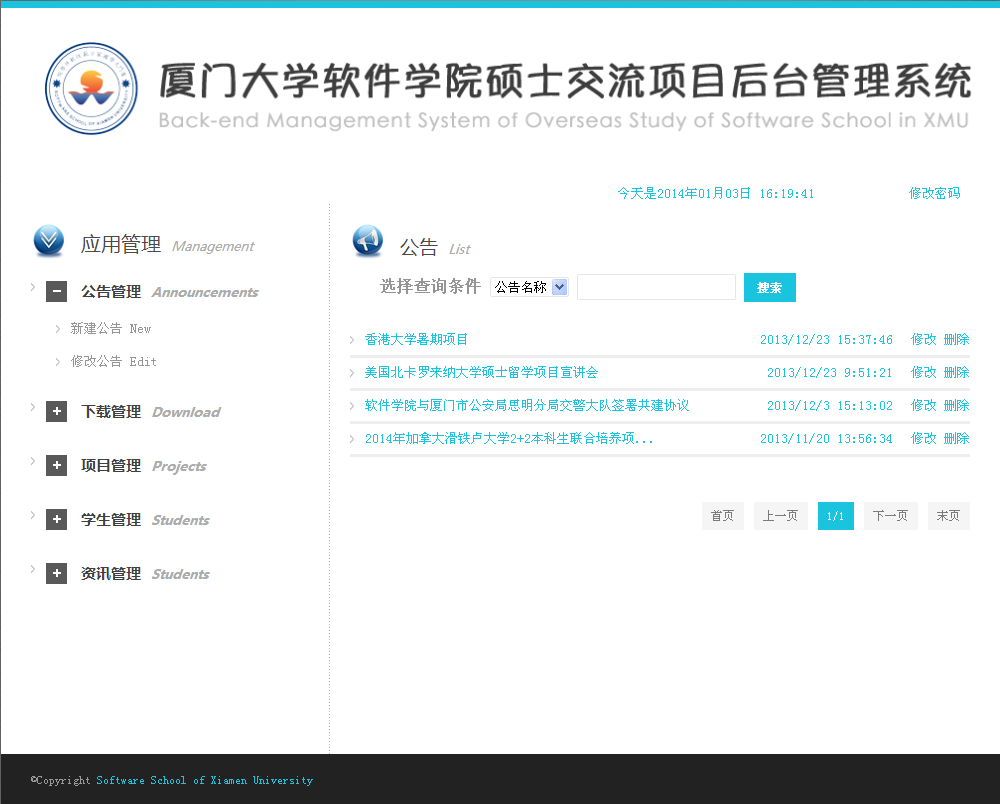 厦门大学软件学院硕士交流项目后台管理系统
Back-end Management System of Overseas Study of Software School in XMU
今天是2014年01月03日 16:19:41 修改密码
应用管理 Management
公告管理 Announcements
新建公告 New
修改公告 Edit
下载管理 Download
项目管理 Projects
学生管理 Students
资讯管理 Students
公告 List
选择查询条件 公告名称 搜索
香港大学暑期项目 2013/12/23 15:37:46 修改 删除
美国北卡罗来纳大学硕士留学项目宣讲会 2013/12/23 9:51:21 修改 删除
软件学院与厦门市公安局思明分局交警大队签署共建协议 2013/12/3 15:13:02 修改 删除
2014年加拿大滑铁卢大学2+2本科生联合培养项... 2013/11/20 13:56:34 修改 删除
首页 上一页 1/1 下一页 末页
©Copyright Software School of Xiamen University